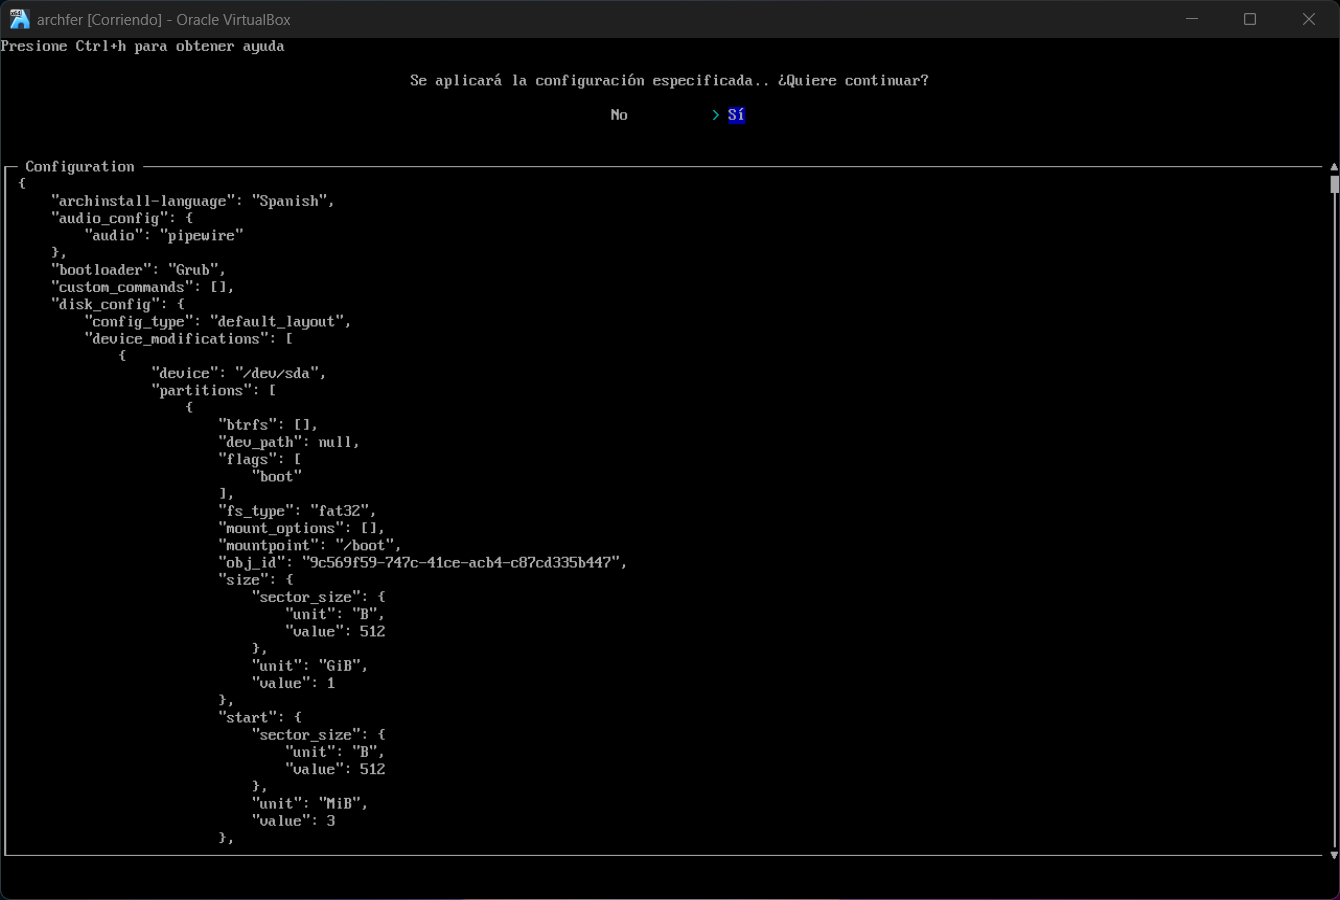 archfer [Corriendo] - Oracle VirtualBox
Presione Ctrl+h para obtener ayuda
Se aplicará la configuración especificada.. ¿Quiere continuar?
No > Sí
Configuration
{
"archinstall-language": "Spanish",
"audio_config": {
"audio": "pipewire"
},
"bootloader": "Grub",
"custom_commands": [],
"disk_config": {
"config_type": "default_layout",
"device_modifications": [
{
"device": "/dev/sda",
"partitions": [
{
"btrfs": [],
"dev_path": null,
"flags": [
"boot"
],
"fs_type": "fat32",
"mount_options": [],
"mountpoint": "/boot",
"obj_id": "9c569f59-747c-41ce-acb4-c87cd335b447",
"size": {
"sector_size": {
"unit": "B",
"value": 512
},
"unit": "GiB",
"value": 1
},
"start": {
"sector_size": {
"unit": "B",
"value": 512
},
"unit": "MiB",
"value": 3
},